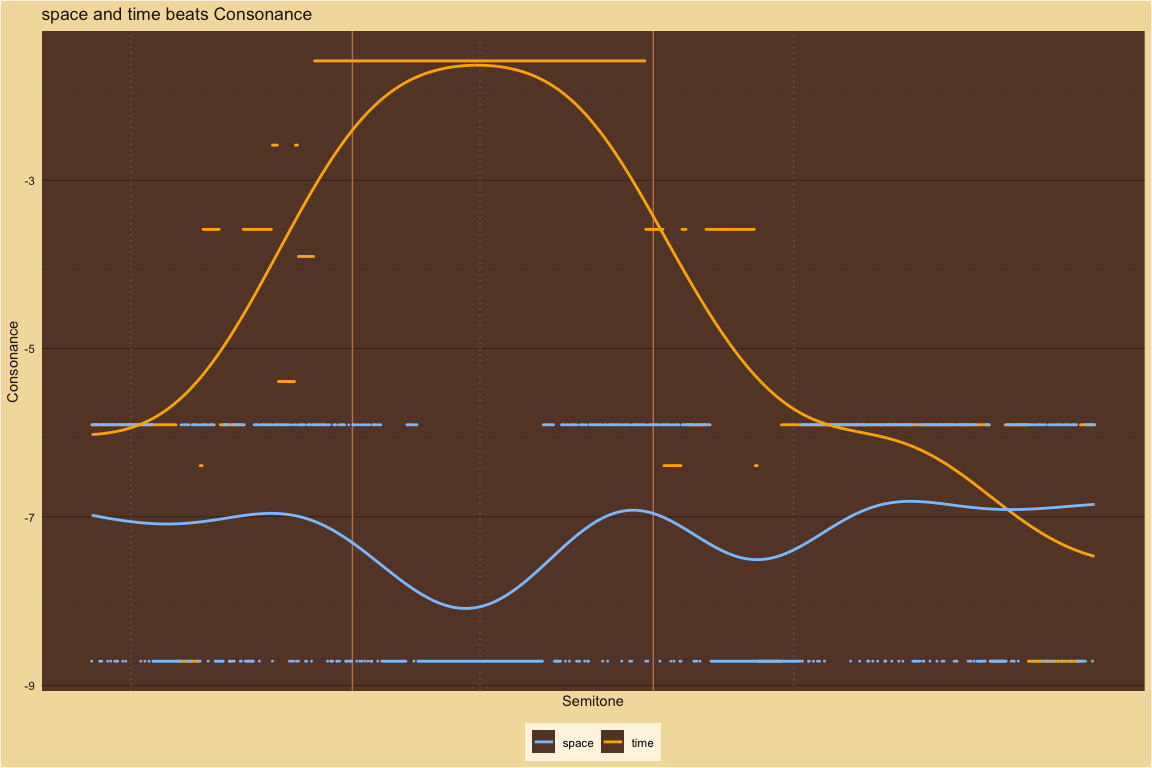 space and time beats Consonance
Consonance
-3
-5
-7
-9
Semitone
space time